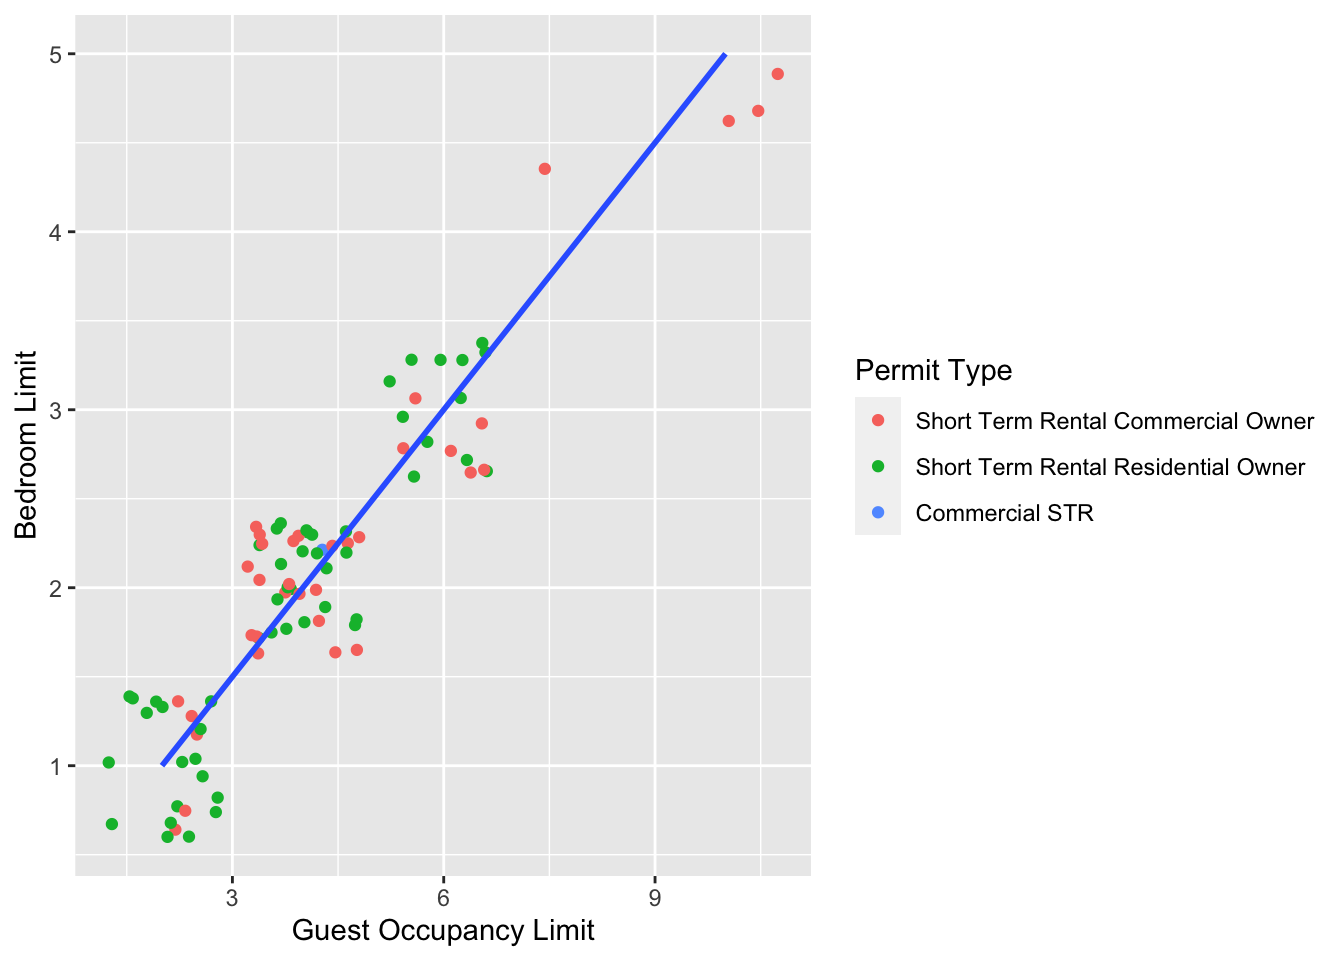 5
4
3
2
1
Bedroom Limit
3 6 9
Guest Occupancy Limit
Permit Type
Short Term Rental Commercial Owner
Short Term Rental Residential Owner
Commercial STR